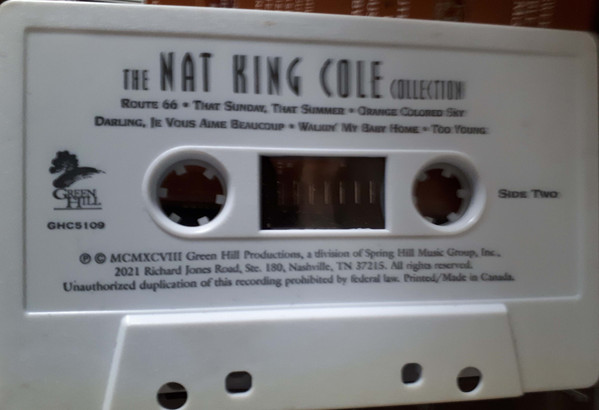 THE NAT KING COLE COLLECTION
ROUTE 66 • THAT SUNDAY, THAT SUMMER • ORANGE COLORED SKY
DARLING, JE VOUS AIME BEAUCOUP • WALKIN' MY BABY HOME • TOO YOUNG
GREEN
HILL
GHC5109
SIDE TWO
℗ © MCMXCVIII Green Hill Productions, a division of Spring Hill Music Group, Inc.,
2021 Richard Jones Road, Ste. 180, Nashville, TN 37215. All rights reserved.
Unauthorized duplication of this recording prohibited by federal law. Printed/Made in Canada.